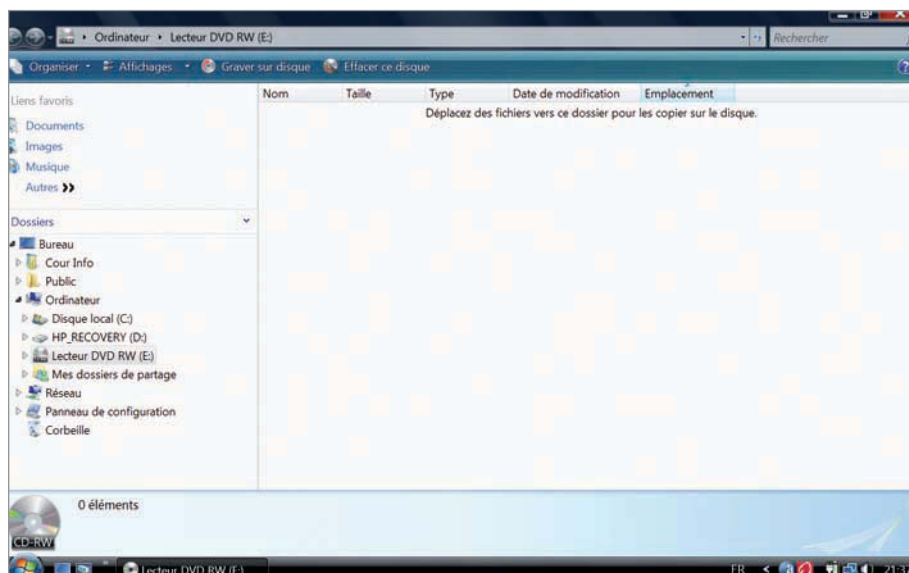 Ordinateur Lecteur DVD RW (E:) Rechercher
Organiser Affichages Graver sur disque Effacer ce disque
Liens favoris
Documents
Images
Musique
Autres
Dossiers
Bureau
Cour Info
Public
Ordinateur
Disque local (C:)
HP_RECOVERY (D:)
Lecteur DVD RW (E:)
Mes dossiers de partage
Réseau
Panneau de configuration
Corbeille
Nom Taille Type Date de modification Emplacement
Déplacez des fichiers vers ce dossier pour les copier sur le disque.
0 éléments
CD-RW
Lecteur DVD RW (E:) FR 21:37